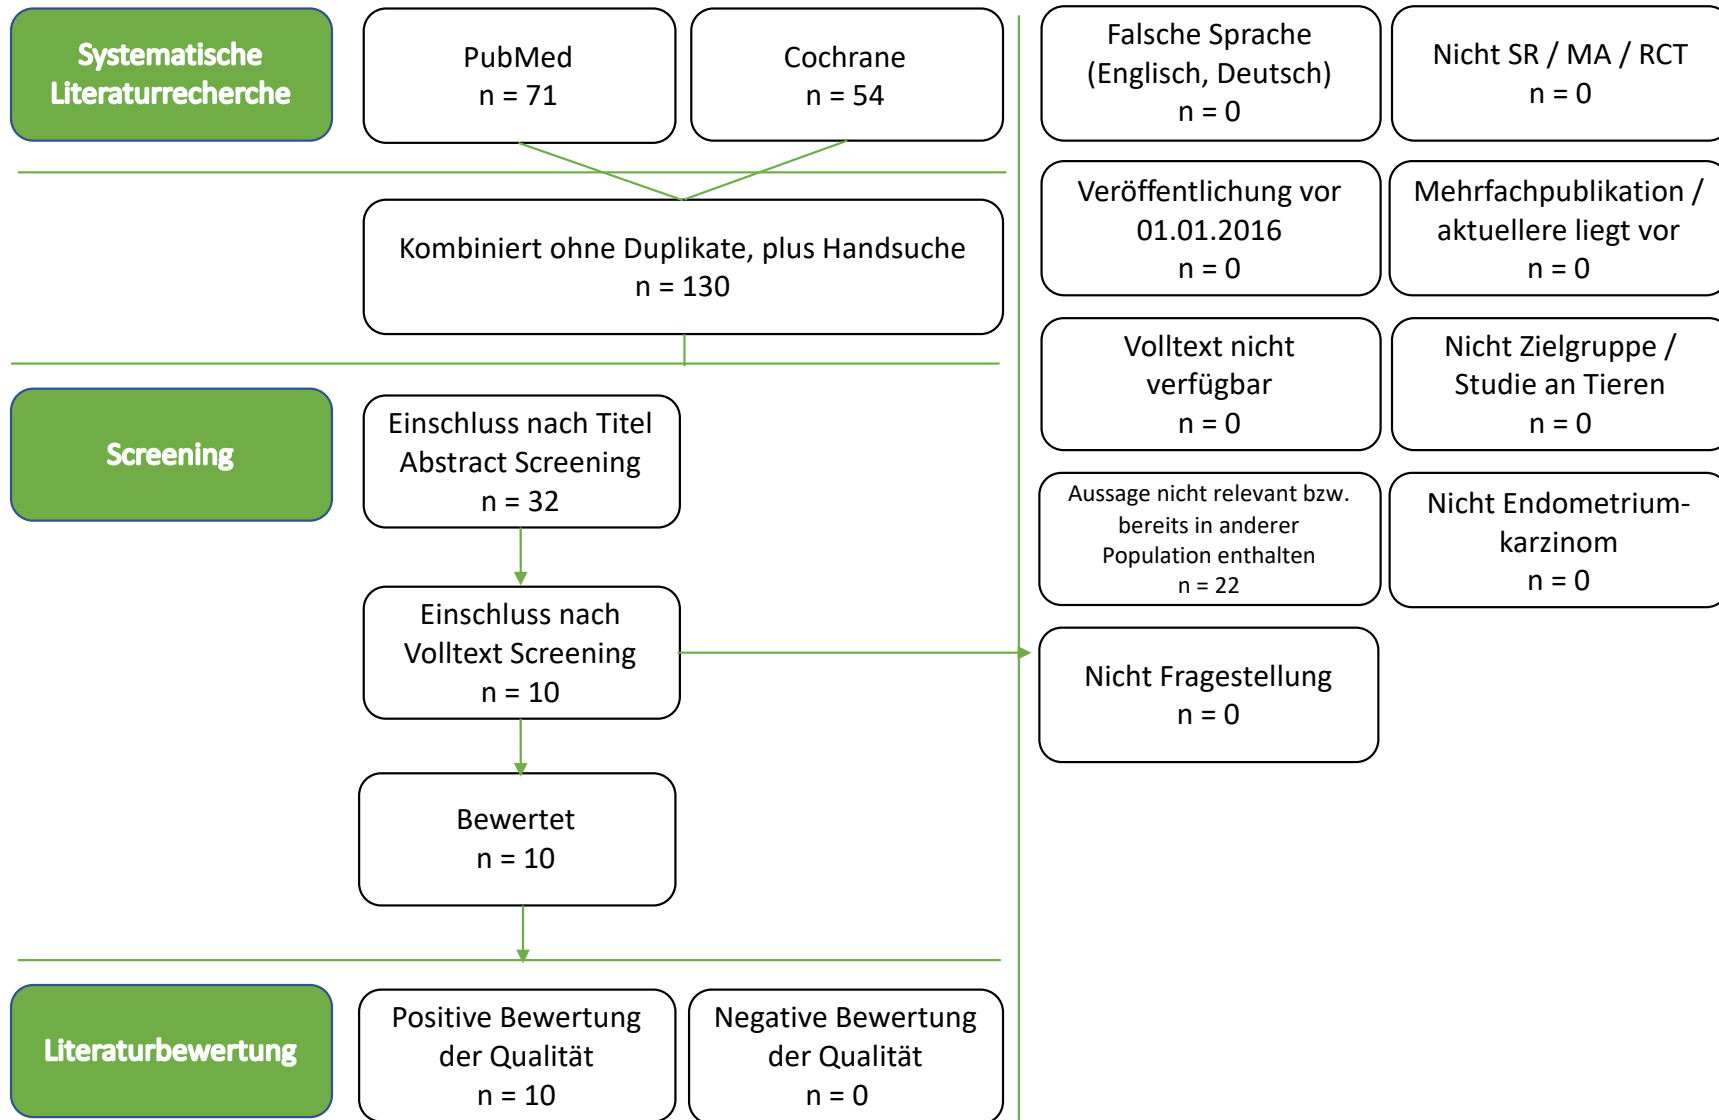 Systematische
Literaturrecherche
PubMed
n = 71
Cochrane
n = 54
Kombiniert ohne Duplikate, plus Handsuche
n = 130
Screening
Einschluss nach Titel
Abstract Screening
n = 32
Einschluss nach
Volltext Screening
n = 10
Bewertet
n = 10
Literaturbewertung
Positive Bewertung
der Qualität
n = 10
Negative Bewertung
der Qualität
n = 0
Falsche Sprache
(Englisch, Deutsch)
n = 0
Nicht SR / MA / RCT
n = 0
Veröffentlichung vor
01.01.2016
n = 0
Mehrfachpublikation /
aktuellere liegt vor
n = 0
Volltext nicht
verfügbar
n = 0
Nicht Zielgruppe /
Studie an Tieren
n = 0
Aussage nicht relevant bzw.
bereits in anderer
Population enthalten
n = 22
Nicht Endometrium-
karzinom
n = 0
Nicht Fragestellung
n = 0